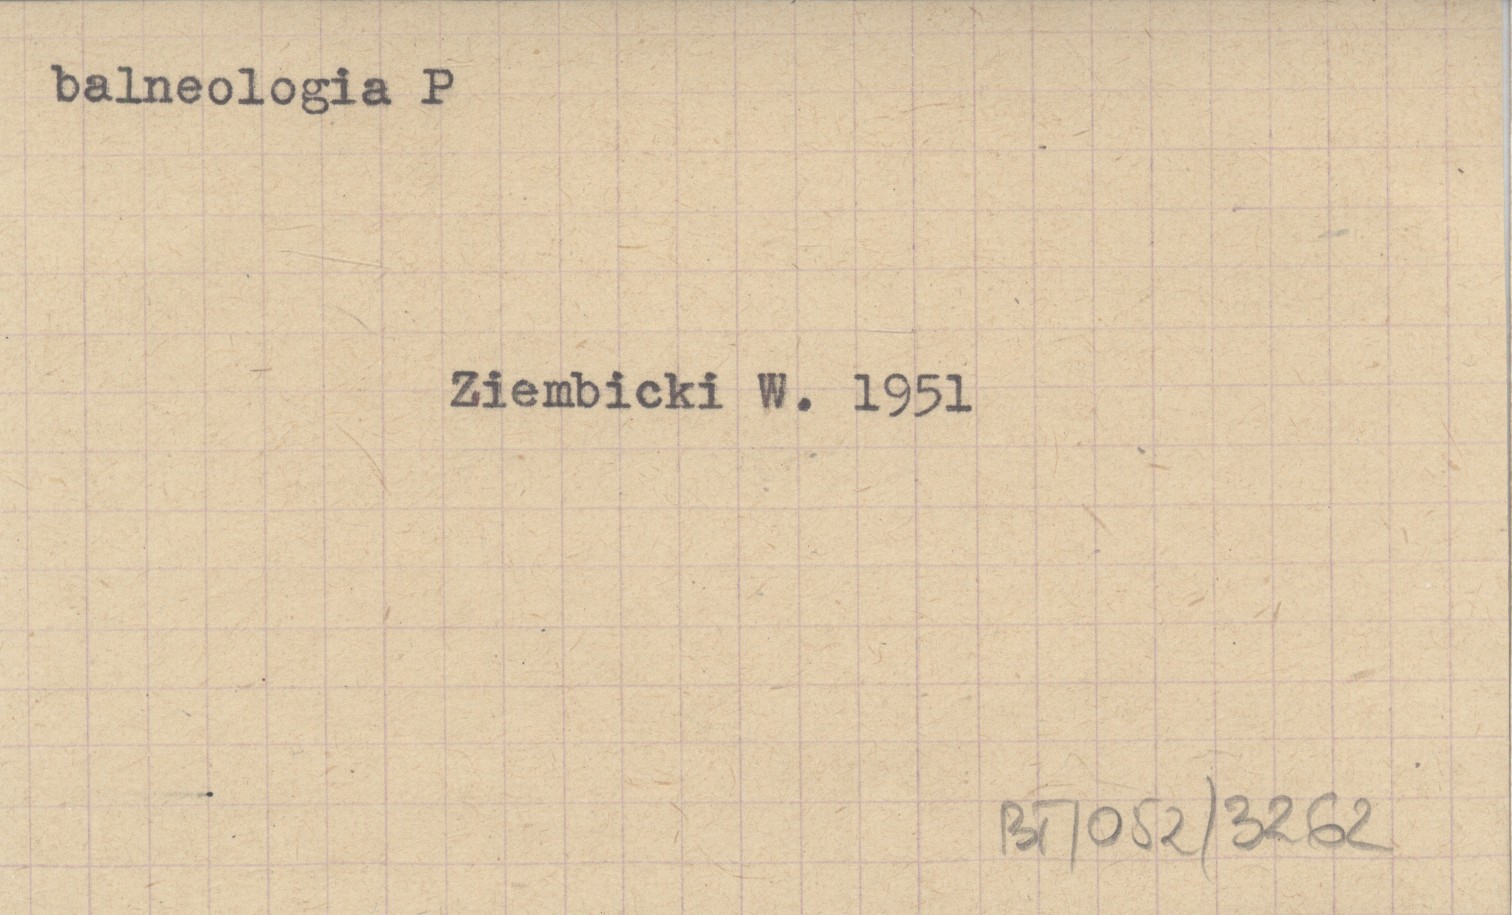 balneologia P
Ziembicki W. 1951
BT/052/3262